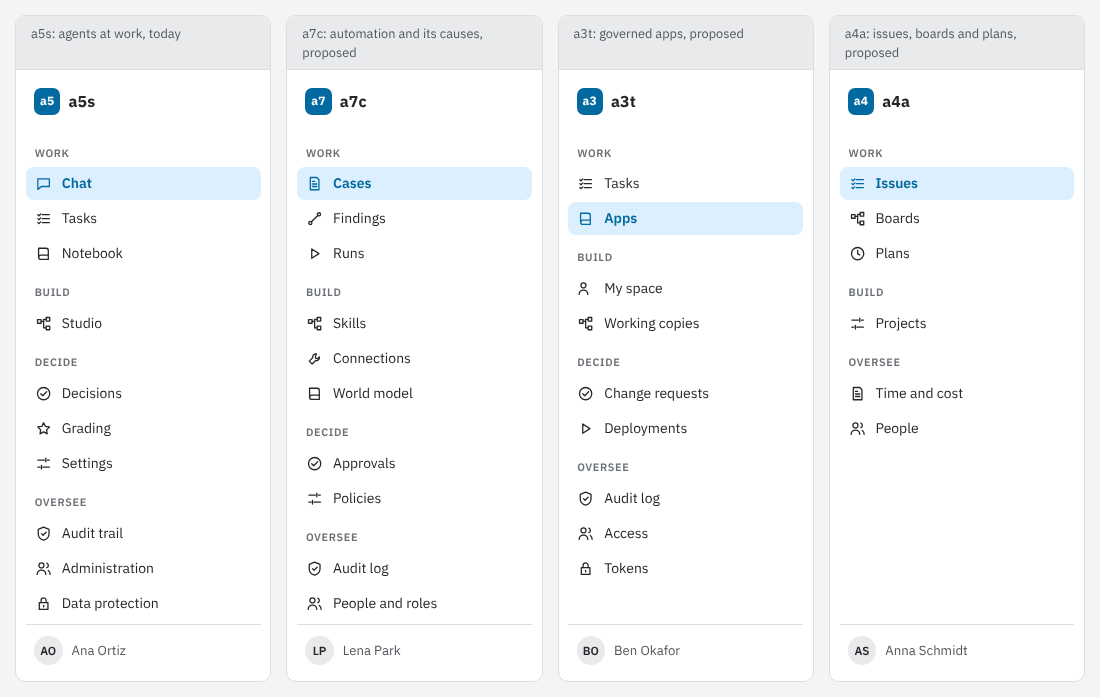 a5s: agents at work, today
a5 a5s
WORK
Chat
Tasks
Notebook
BUILD
Studio
DECIDE
Decisions
Grading
Settings
OVERSEE
Audit trail
Administration
Data protection
AO Ana Ortiz
a7c: automation and its causes,
proposed
a7 a7c
WORK
Cases
Findings
Runs
BUILD
Skills
Connections
World model
DECIDE
Approvals
Policies
OVERSEE
Audit log
People and roles
LP Lena Park
a3t: governed apps, proposed
a3 a3t
WORK
Tasks
Apps
BUILD
My space
Working copies
DECIDE
Change requests
Deployments
OVERSEE
Audit log
Access
Tokens
BO Ben Okafor
a4a: issues, boards and plans,
proposed
a4 a4a
WORK
Issues
Boards
Plans
BUILD
Projects
OVERSEE
Time and cost
People
AS Anna Schmidt